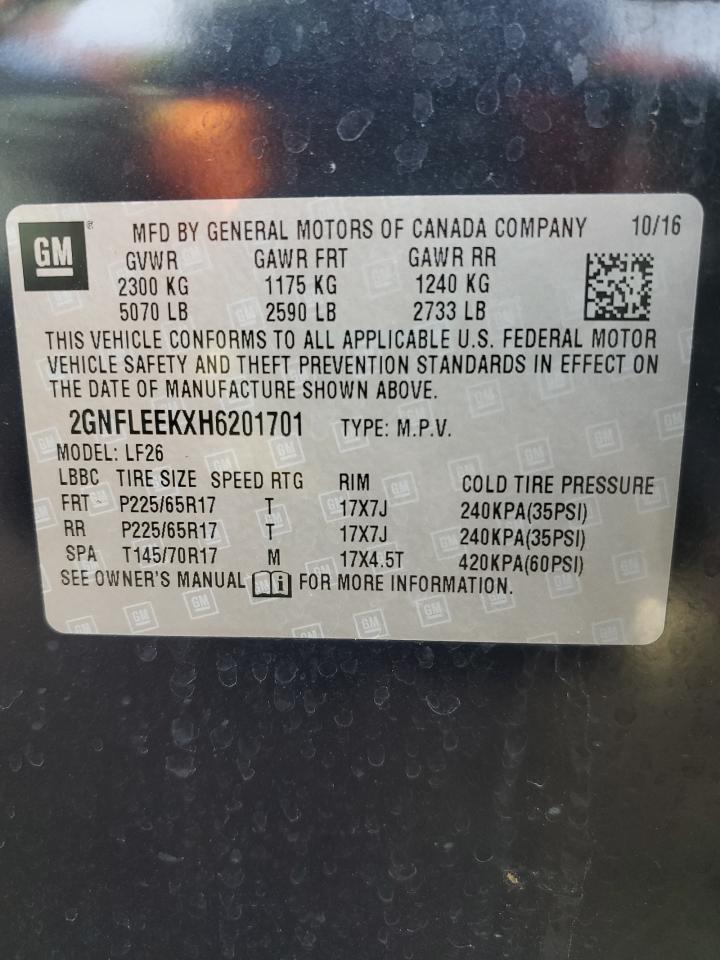 GM ® MFD BY GENERAL MOTORS OF CANADA COMPANY 10/16
GVWR GAWR FRT GAWR RR
2300 KG 1175 KG 1240 KG
5070 LB 2590 LB 2733 LB
THIS VEHICLE CONFORMS TO ALL APPLICABLE U.S. FEDERAL MOTOR
VEHICLE SAFETY AND THEFT PREVENTION STANDARDS IN EFFECT ON
THE DATE OF MANUFACTURE SHOWN ABOVE.
2GNFLEEKXH6201701 TYPE: M.P.V.
MODEL: LF26
LBBC TIRE SIZE SPEED RTG RIM COLD TIRE PRESSURE
FRT P225/65R17 T 17X7J 240KPA(35PSI)
RR P225/65R17 T 17X7J 240KPA(35PSI)
SPA T145/70R17 M 17X4.5T 420KPA(60PSI)
SEE OWNER'S MANUAL i FOR MORE INFORMATION.